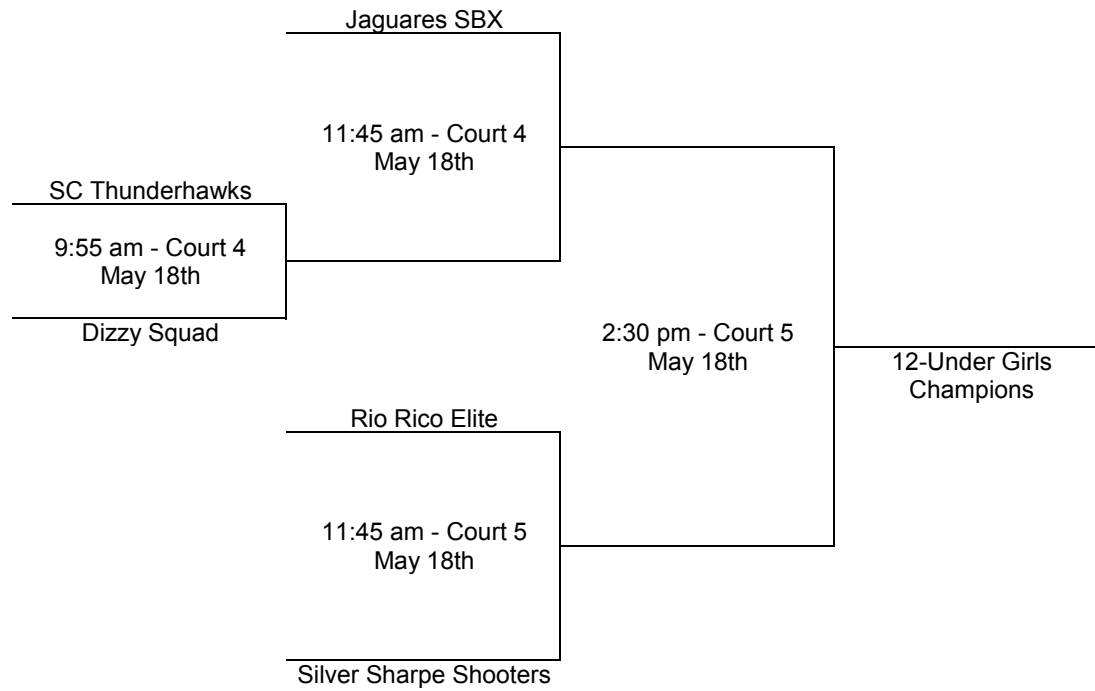 Jaguares SBX
11:45 am - Court 4
May 18th
SC Thunderhawks
9:55 am - Court 4
May 18th
Dizzy Squad
2:30 pm - Court 5
May 18th
12-Under Girls
Champions
Rio Rico Elite
11:45 am - Court 5
May 18th
Silver Sharpe Shooters